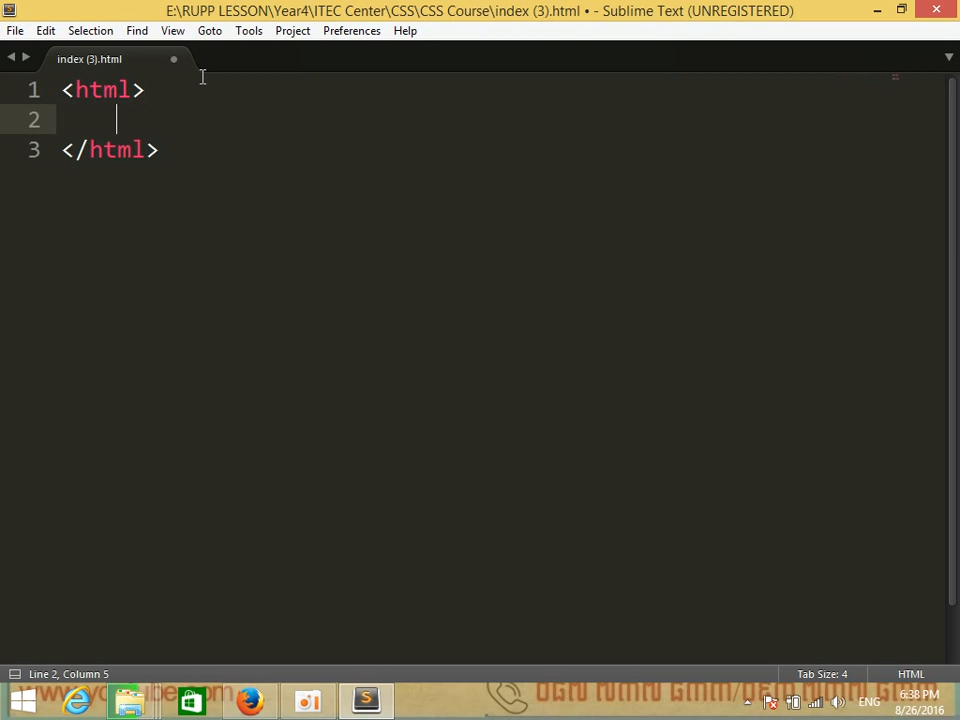 E:\RUPP LESSON\Year4\ITEC Center\CSS\CSS Course\index (3).html • - Sublime Text (UNREGISTERED)
File Edit Selection Find View Goto Tools Project Preferences Help
index (3).html
1 <html>
2
3 </html>
Line 2, Column 5 Tab Size: 4 HTML
ENG
6:38 PM
8/26/2016